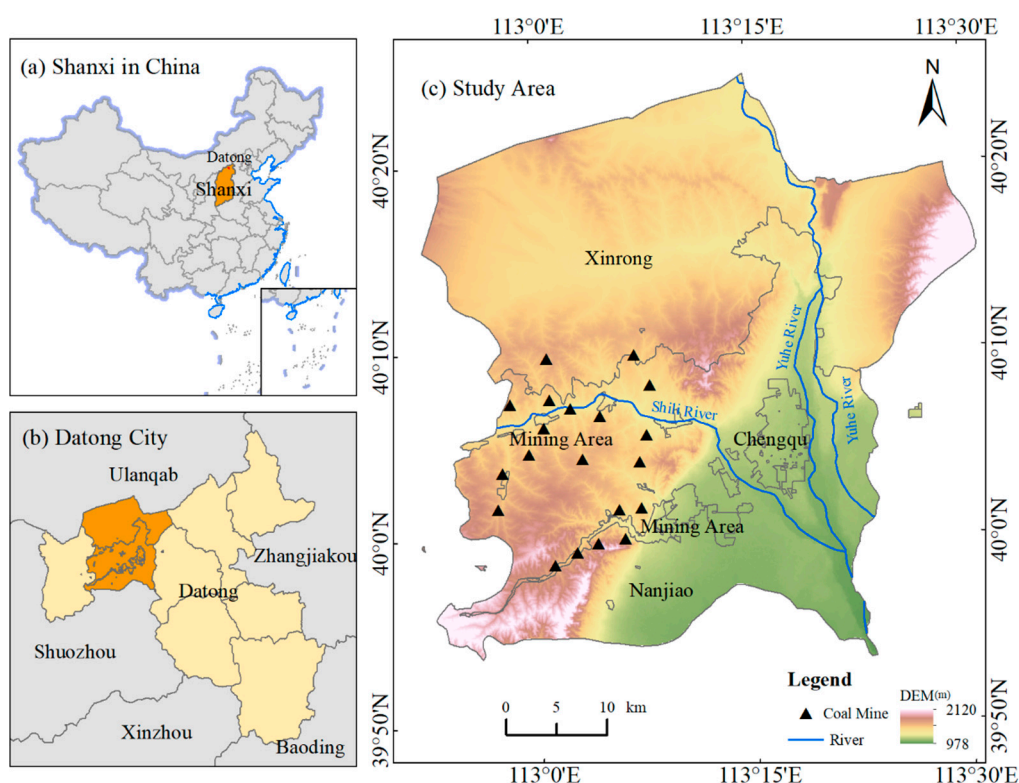 (a) Shanxi in China
Datong
Shanxi
(b) Datong City
Ulanqab
Zhangjiakou
Datong
Shuozhou
Xinzhou
Baoding
113°0'E
113°15'E
113°30'E
(c) Study Area
N
40°20'N
40°20'N
Xinrong
Yuhe River
40°10'N
40°10'N
Yuhe River
Shili River
Mining Area
Chengqu
Mining Area
40°0'N
40°0'N
Nanjiao
Legend
DEM(m)
0 5 10 km
Coal Mine
2120
River
978
39°50'N
39°50'N
113°0'E
113°15'E
113°30'E